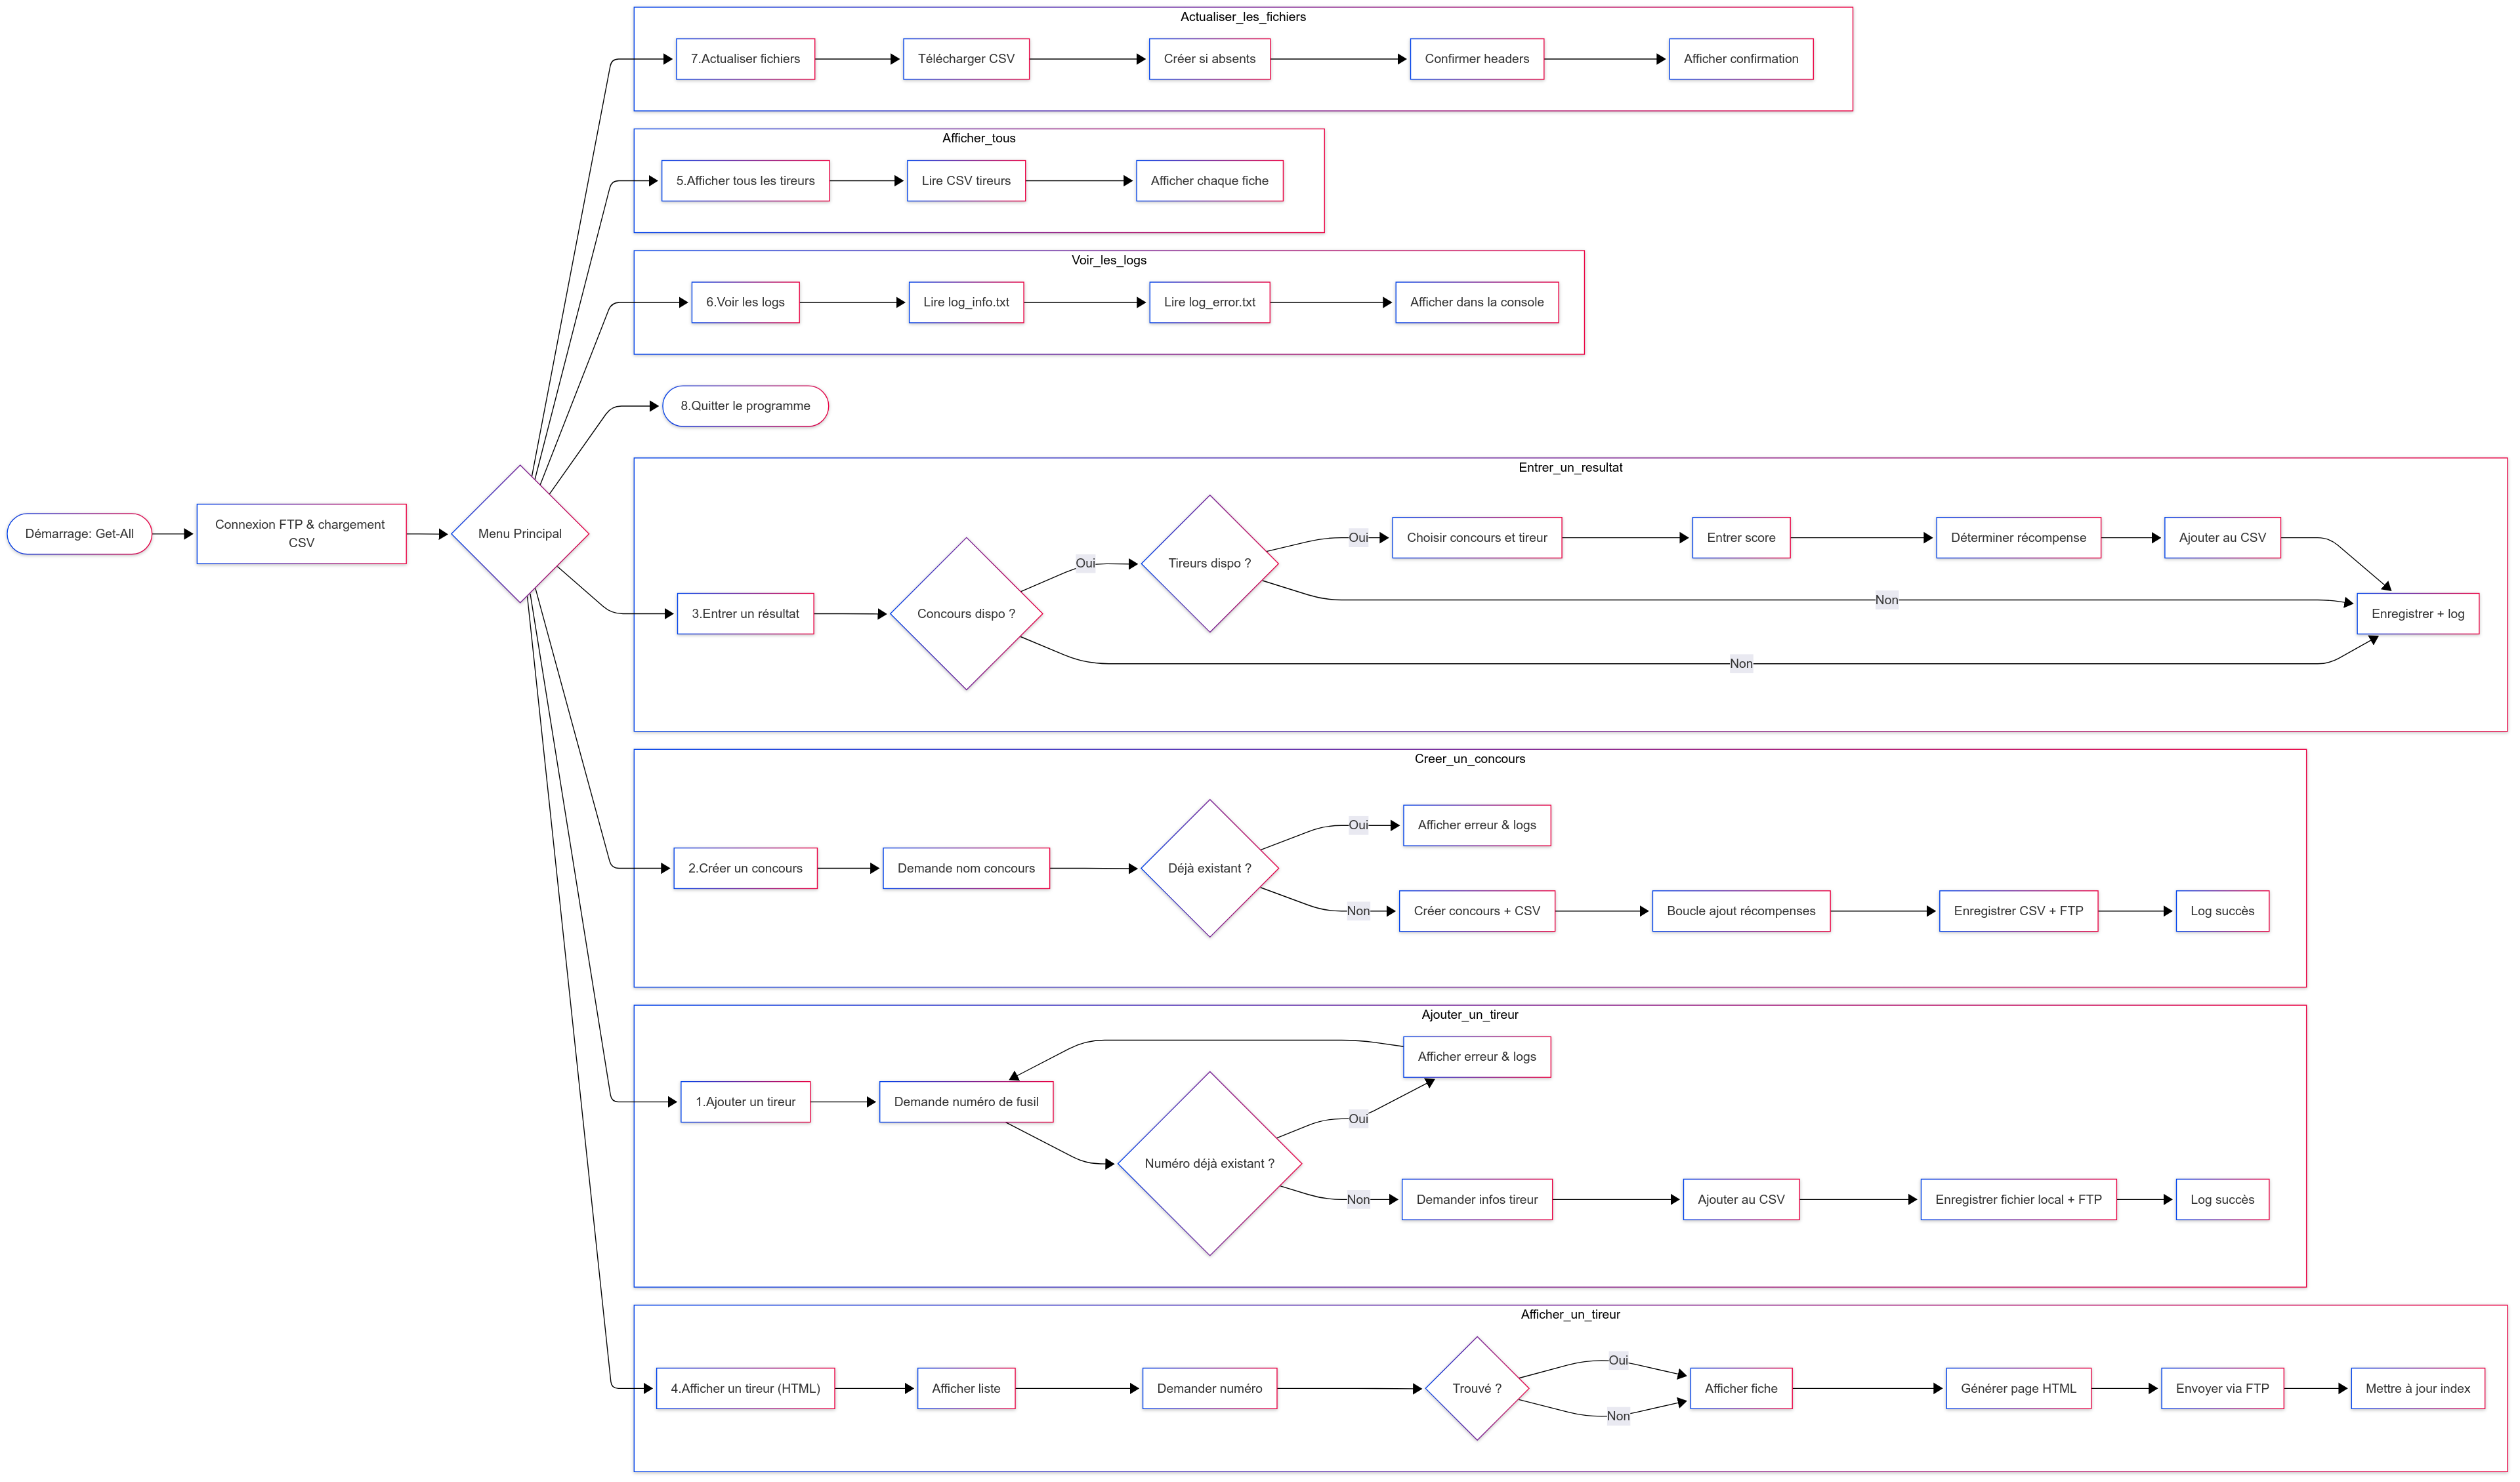 Actualiser_les_fichiers
7.Actualiser fichiers
Télécharger CSV
Créer si absents
Confirmer headers
Afficher confirmation
Afficher_tous
5.Afficher tous les tireurs
Lire CSV tireurs
Afficher chaque fiche
Voir_les_logs
6.Voir les logs
Lire log_info.txt
Lire log_error.txt
Afficher dans la console
8.Quitter le programme
Démarrage: Get-All
Connexion FTP & chargement
CSV
Menu Principal
Entrer_un_resultat
3.Entrer un résultat
Concours dispo ?
Oui
Tireurs dispo ?
Oui
Choisir concours et tireur
Entrer score
Déterminer récompense
Ajouter au CSV
Non
Non
Enregistrer + log
Creer_un_concours
2.Créer un concours
Demande nom concours
Déjà existant ?
Oui
Afficher erreur & logs
Non
Créer concours + CSV
Boucle ajout récompenses
Enregistrer CSV + FTP
Log succès
Ajouter_un_tireur
1.Ajouter un tireur
Demande numéro de fusil
Numéro déjà existant ?
Oui
Afficher erreur & logs
Non
Demander infos tireur
Ajouter au CSV
Enregistrer fichier local + FTP
Log succès
Afficher_un_tireur
4.Afficher un tireur (HTML)
Afficher liste
Demander numéro
Trouvé ?
Oui
Non
Afficher fiche
Générer page HTML
Envoyer via FTP
Mettre à jour index